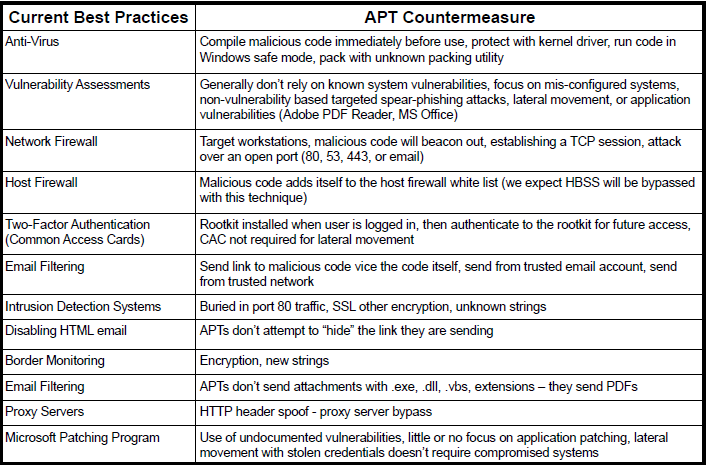 Current Best Practices APT Countermeasure
Anti-Virus Compile malicious code immediately before use, protect with kernel driver, run code in
Windows safe mode, pack with unknown packing utility
Vulnerability Assessments Generally don't rely on known system vulnerabilities, focus on mis-configured systems,
non-vulnerability based targeted spear-phishing attacks, lateral movement, or application
vulnerabilities (Adobe PDF Reader, MS Office)
Network Firewall Target workstations, malicious code will beacon out, establishing a TCP session, attack
over an open port (80, 53, 443, or email)
Host Firewall Malicious code adds itself to the host firewall white list (we expect HBSS will be bypassed
with this technique)
Two-Factor Authentication Rootkit installed when user is logged in, then authenticate to the rootkit for future access,
(Common Access Cards) CAC not required for lateral movement
Email Filtering Send link to malicious code vice the code itself, send from trusted email account, send
from trusted network
Intrusion Detection Systems Buried in port 80 traffic, SSL other encryption, unknown strings
Disabling HTML email APTs don't attempt to “hide” the link they are sending
Border Monitoring Encryption, new strings
Email Filtering APTs don't send attachments with .exe, .dll, .vbs, extensions – they send PDFs
Proxy Servers HTTP header spoof - proxy server bypass
Microsoft Patching Program Use of undocumented vulnerabilities, little or no focus on application patching, lateral
movement with stolen credentials doesn't require compromised systems